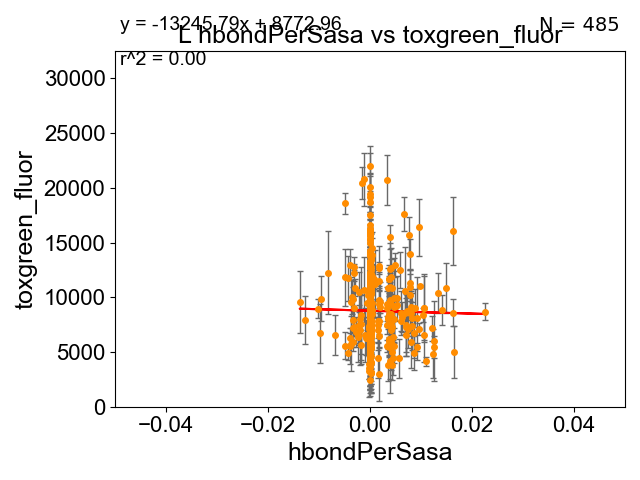 y = -13245.79x + 8772.96
N = 485
L hbondPerSasa vs toxgreen_fluor
r^2 = 0.00
30000
25000
20000
15000
10000
5000
0
toxgreen_fluor
−0.04 −0.02 0.00 0.02 0.04
hbondPerSasa